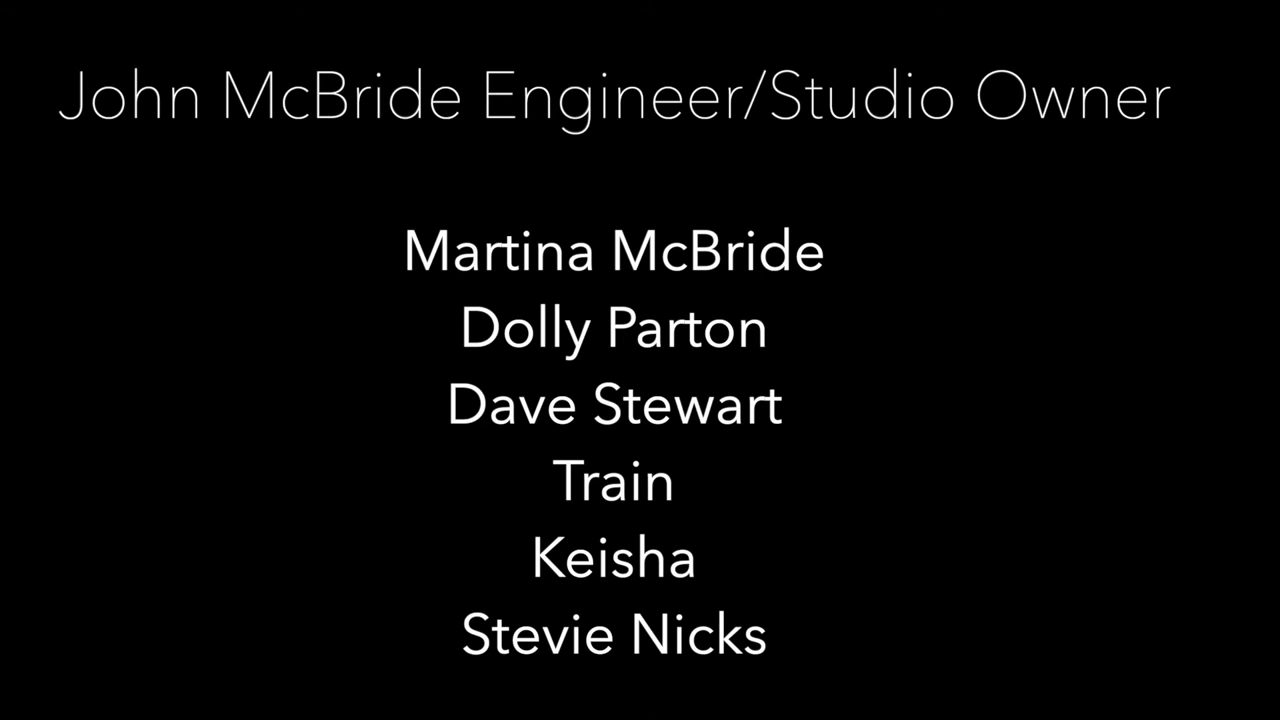 John McBride Engineer/Studio Owner
Martina McBride
Dolly Parton
Dave Stewart
Train
Keisha
Stevie Nicks